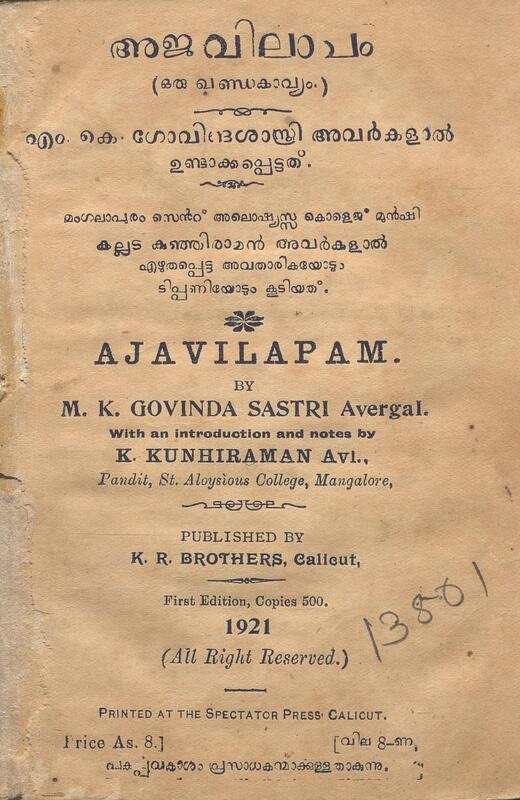 അജവിലാപം
(ഒരു ഖണ്ഡകാവ്യം.)
എം. കെ. ഗോവിന്ദശാസ്ത്രി അവർകളാൽ
ഉണ്ടാക്കപ്പെട്ടത്.
മംഗലാപുരം സെൻറ് അലൊഷ്യസ്സ കൊളെജ് മുൻഷി
കല്ലട കുഞ്ഞിരാമൻ അവർകളാൽ
എഴുതപ്പെട്ട അവതാരികയോടും
ടിപ്പണിയോടും കൂടിയത്.
AJAVILAPAM.
BY
M. K. GOVINDA SASTRI Avergal.
With an introduction and notes by
K. KUNHIRAMAN Avl.,
Pandit, St. Aloysious College, Mangalore,
PUBLISHED BY
K. R. BROTHERS, Calicut,
First Edition, Copies 500.
1921
13801
(All Right Reserved.)
PRINTED AT THE SPECTATOR PRESS CALICUT.
Price As. 8.] [വില 8-ണ,
പകർപ്പവകാശം പ്രസാധകന്മാക്കുള്ളതാകുന്നു.